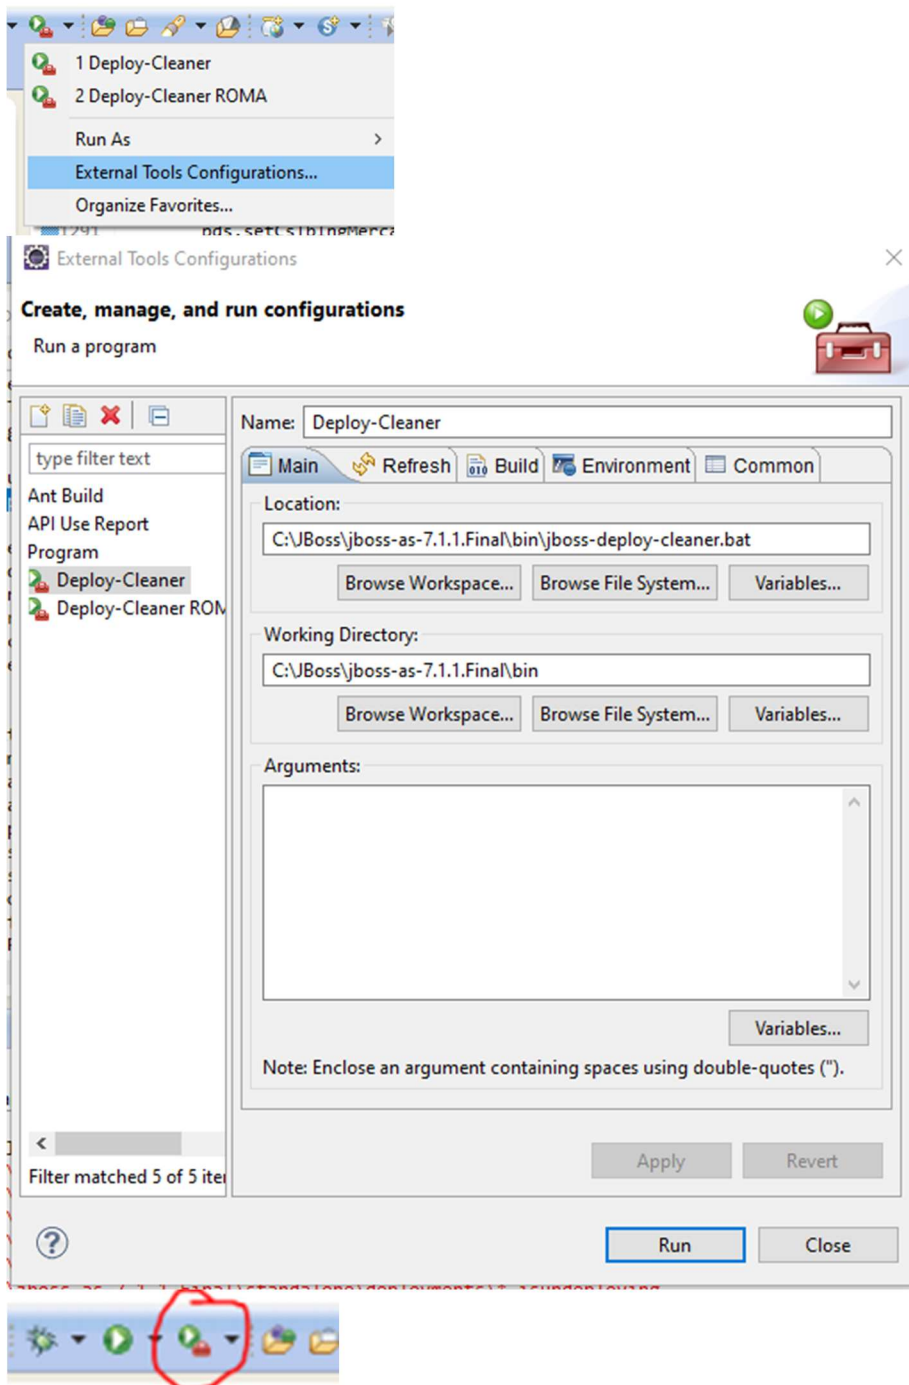 1 Deploy-Cleaner
2 Deploy-Cleaner ROMA
Run As
External Tools Configurations...
Organize Favorites...
1291
External Tools Configurations
Create, manage, and run configurations
Run a program
Name: Deploy-Cleaner
type filter text
Main Refresh Build Environment Common
Ant Build
API Use Report
Program
Deploy-Cleaner
Deploy-Cleaner ROM
Location:
C:\JBoss\jboss-as-7.1.1.Final\bin\jboss-deploy-cleaner.bat
Browse Workspace... Browse File System... Variables...
Working Directory:
C:\JBoss\jboss-as-7.1.1.Final\bin
Browse Workspace... Browse File System... Variables...
Arguments:
Variables...
Note: Enclose an argument containing spaces using double-quotes (").
Filter matched 5 of 5 iter
Apply Revert
Run Close